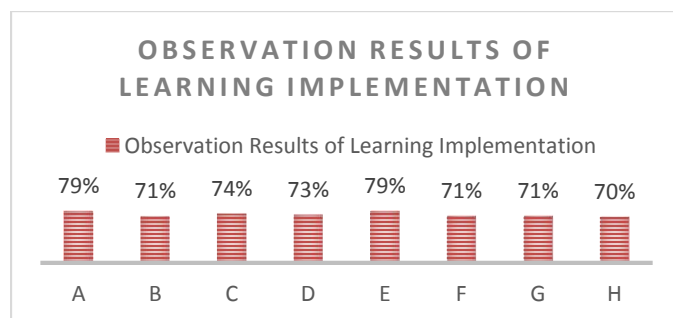 OBSERVATION RESULTS OF
LEARNING IMPLEMENTATION
Observation Results of Learning Implementation
79% 71% 74% 73% 79% 71% 71% 70%
A B C D E F G H